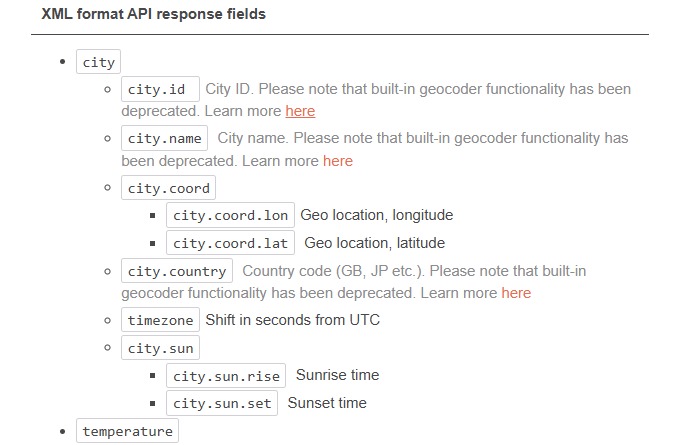 XML format API response fields
city
city.id City ID. Please note that built-in geocoder functionality has been
deprecated. Learn more here
city.name City name. Please note that built-in geocoder functionality has
been deprecated. Learn more here
city.coord
city.coord.lon Geo location, longitude
city.coord.lat Geo location, latitude
city.country Country code (GB, JP etc.). Please note that built-in
geocoder functionality has been deprecated. Learn more here
timezone Shift in seconds from UTC
city.sun
city.sun.rise Sunrise time
city.sun.set Sunset time
temperature